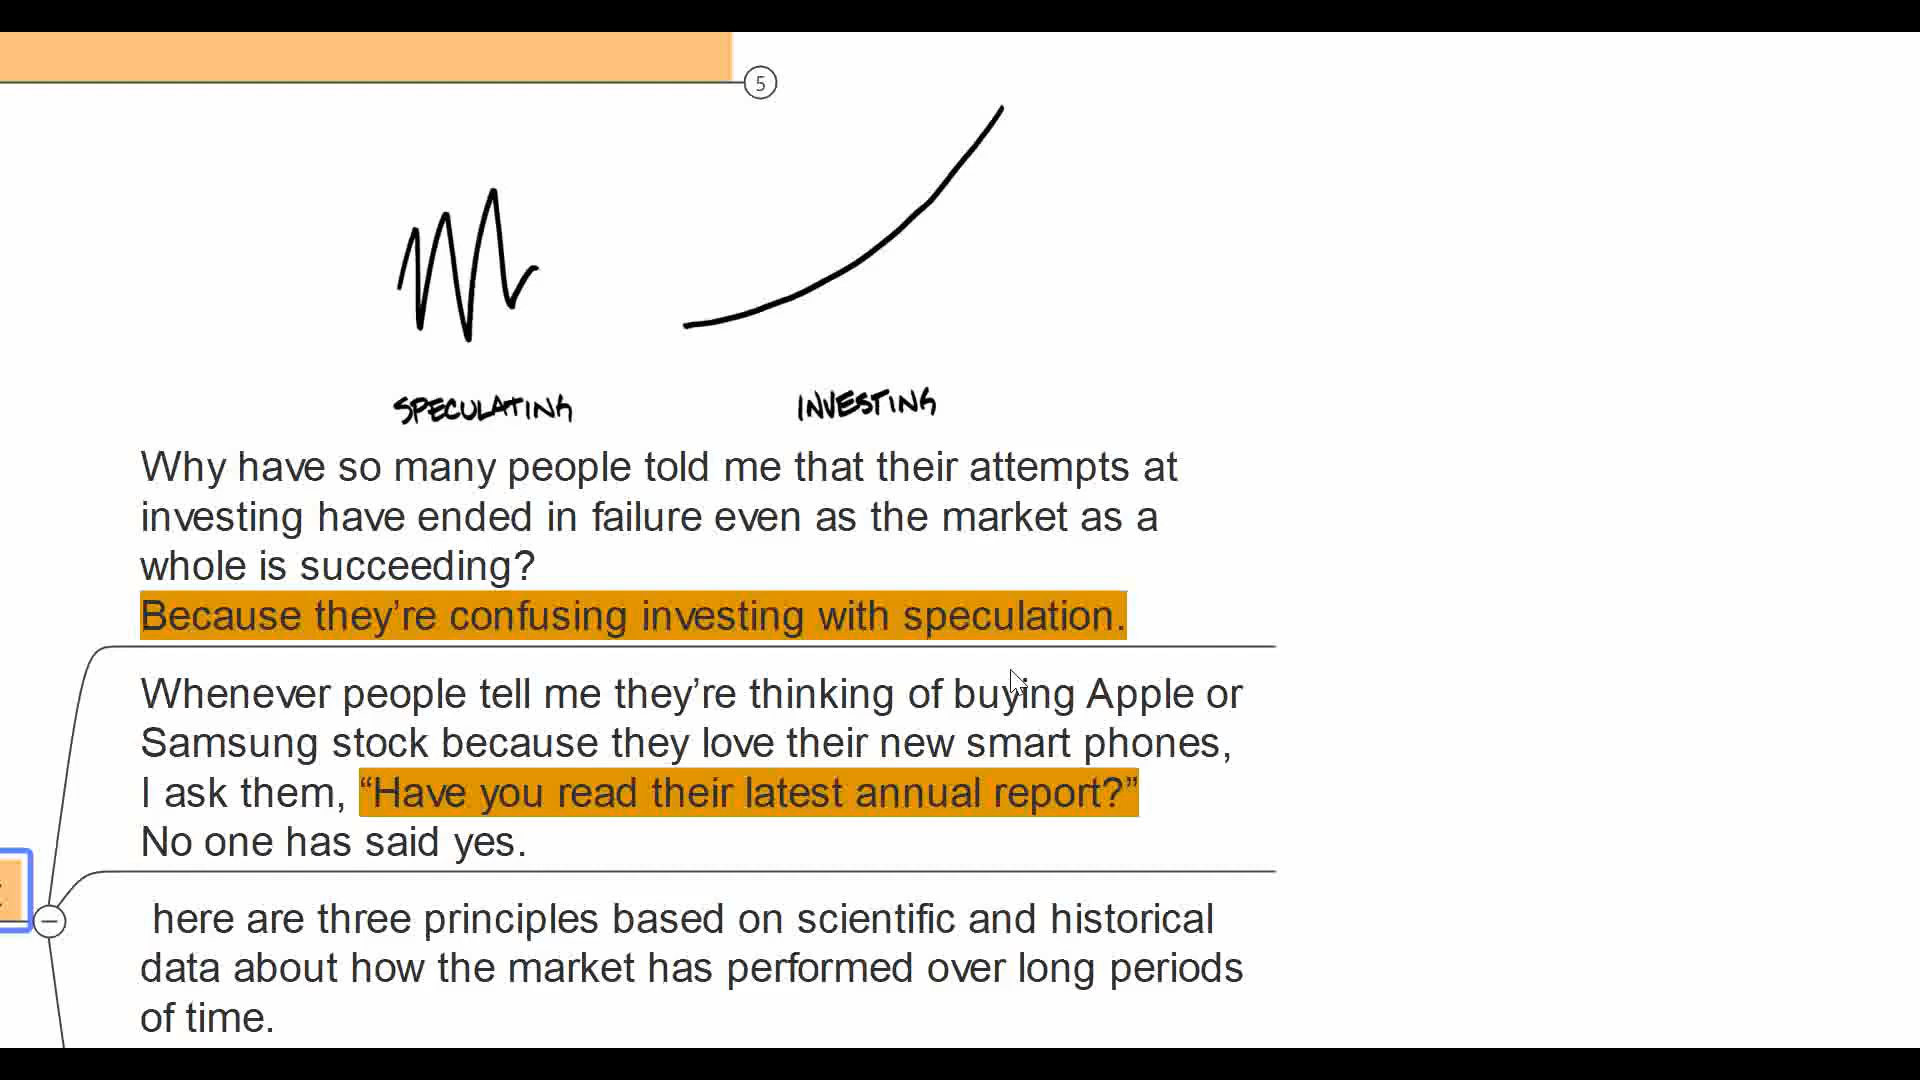 5
SPECULATING INVESTING
Why have so many people told me that their attempts at
investing have ended in failure even as the market as a
whole is succeeding?
Because they’re confusing investing with speculation.
Whenever people tell me they’re thinking of buying Apple or
Samsung stock because they love their new smart phones,
I ask them, “Have you read their latest annual report?”
No one has said yes.
here are three principles based on scientific and historical
data about how the market has performed over long periods
of time.